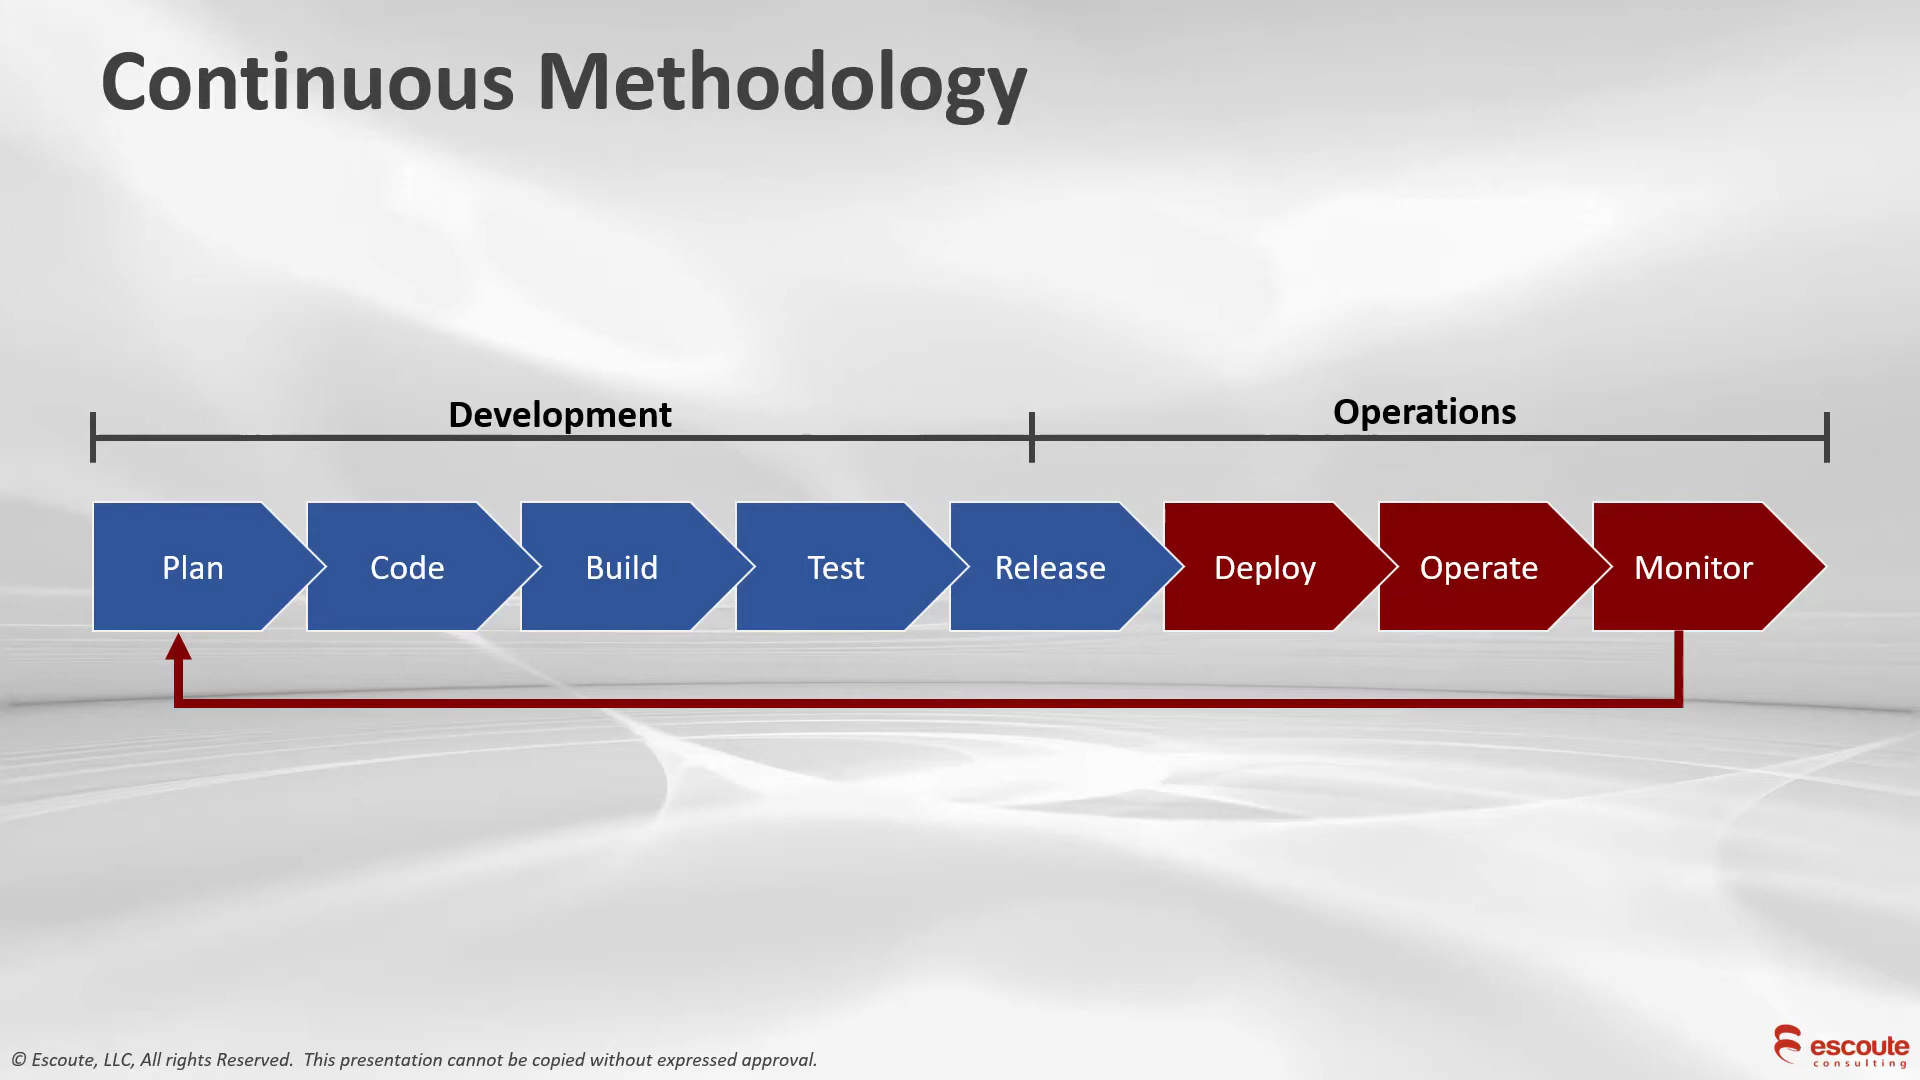 Continuous Methodology
Development
Operations
Plan
Code
Build
Test
Release
Deploy
Operate
Monitor
© Escoute, LLC, All rights Reserved.  This presentation cannot be copied without expressed approval.
escoute
consulting